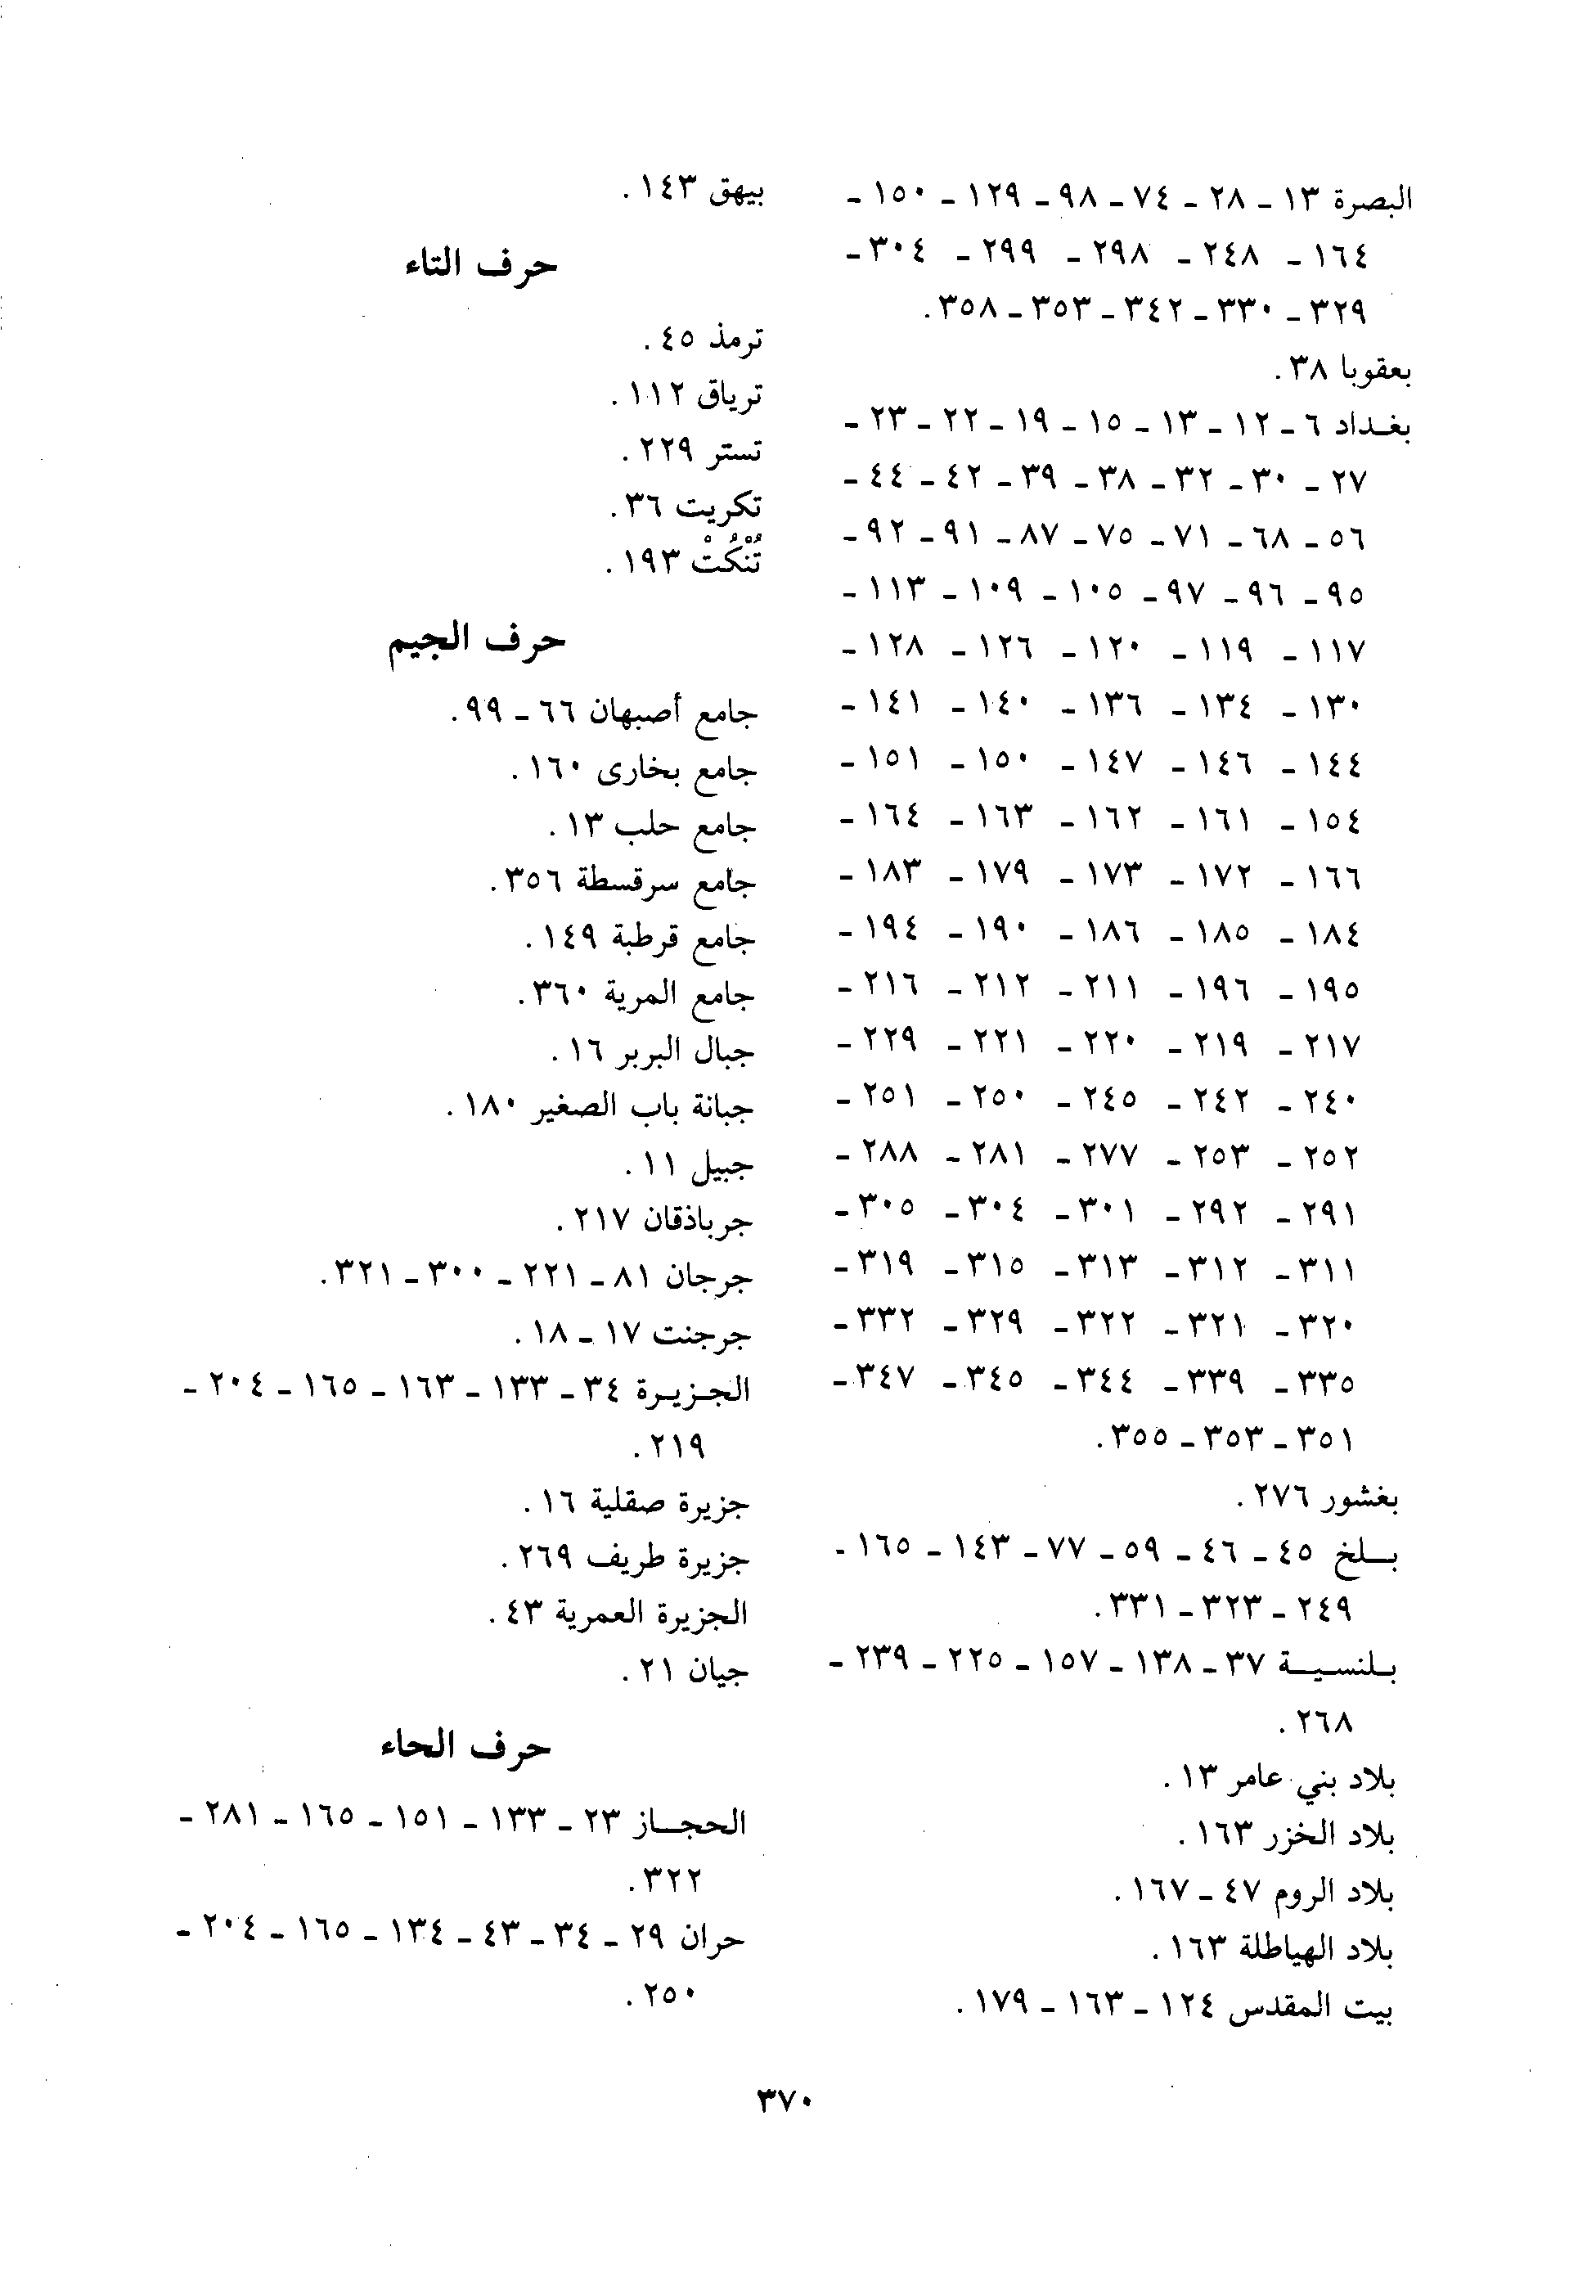 البصرة ١٣ - ٢٨ - ٧٤ - ٩٨ - ١٢٩ - ١٥٠ -
١٦٤ - ٢٤٨ - ٢٩٨ - ٢٩٩ - ٣٠٤ -
٣٢٩ - ٣٣٠ - ٣٤٢ - ٣٥٣ - ٣٥٨.
بعقوبا ٣٨.
بغداد ٦ - ١٢ - ١٣ - ١٥ - ١٩ - ٢٢ - ٢٣ -
٢٧ - ٣٠ - ٣٢ - ٣٨ - ٣٩ - ٤٢ - ٤٤ -
٥٦ - ٦٨ - ٧١ - ٧٥ - ٨٧ - ٩١ - ٩٢ -
٩٥ - ٩٦ - ٩٧ - ١٠٥ - ١٠٩ - ١١٣ -
١١٧ - ١١٩ - ١٢٠ - ١٢٦ - ١٢٨ -
١٣٠ - ١٣٤ - ١٣٦ - ١٤٠ - ١٤١ -
١٤٤ - ١٤٦ - ١٤٧ - ١٥٠ - ١٥١ -
١٥٤ - ١٦١ - ١٦٢ - ١٦٣ - ١٦٤ -
١٦٦ - ١٧٢ - ١٧٣ - ١٧٩ - ١٨٣ -
١٨٤ - ١٨٥ - ١٨٦ - ١٩٠ - ١٩٤ -
١٩٥ - ١٩٦ - ٢١١ - ٢١٢ - ٢١٦ -
٢١٧ - ٢١٩ - ٢٢٠ - ٢٢١ - ٢٢٩ -
٢٤٠ - ٢٤٢ - ٢٤٥ - ٢٥٠ - ٢٥١ -
٢٥٢ - ٢٥٣ - ٢٧٧ - ٢٨١ - ٢٨٨ -
٢٩١ - ٢٩٢ - ٣٠١ - ٣٠٤ - ٣٠٥ -
٣١١ - ٣١٢ - ٣١٣ - ٣١٥ - ٣١٩ -
٣٢٠ - ٣٢١ - ٣٢٢ - ٣٢٩ - ٣٣٢ -
٣٣٥ - ٣٣٩ - ٣٤٤ - ٣٤٥ - ٣٤٧ -
٣٥١ - ٣٥٣ - ٣٥٥.
بغشور ٢٧٦.
بلخ ٤٥ - ٤٦ - ٥٩ - ٧٧ - ١٤٣ - ١٦٥ -
٢٤٩ - ٣٢٣ - ٣٣١.
بلنسية ٣٧ - ١٣٨ - ١٥٧ - ٢٢٥ - ٢٣٩ -
٢٦٨.
بلاد بني عامر ١٣.
بلاد الخزر ١٦٣.
بلاد الروم ٤٧ - ١٦٧.
بلاد الهياطلة ١٦٣.
بيت المقدس ١٢٤ - ١٦٣ - ١٧٩.
بيهق ١٤٣.
حرف التاء
ترمذ ٤٥.
ترياق ١١٢.
تستر ٢٢٩.
تكريت ٣٦.
تُنْكُتْ ١٩٣.
حرف الجيم
جامع أصبهان ٦٦ - ٩٩.
جامع بخارى ١٦٠.
جامع حلب ١٣.
جامع سرقسطة ٣٥٦.
جامع قرطبة ١٤٩.
جامع المرية ٣٦٠.
جبال البربر ١٦.
جبانة باب الصغير ١٨٠.
جبيل ١١.
جرباذقان ٢١٧.
جرجان ٨١ - ٢٢١ - ٣٠٠ - ٣٢١.
جرجنت ١٧ - ١٨.
الجزيرة ٣٤ - ١٣٣ - ١٦٣ - ١٦٥ - ٢٠٤ -
٢١٩.
جزيرة صقلية ١٦.
جزيرة طريف ٢٦٩.
الجزيرة العمرية ٤٣.
جيان ٢١.
حرف الحاء
الحجاز ٢٣ - ١٣٣ - ١٥١ - ١٦٥ - ٢٨١ -
٣٢٢.
حران ٢٩ - ٣٤ - ٤٣ - ١٣٤ - ١٦٥ - ٢٠٤ -
٢٥٠.
٣٧٠